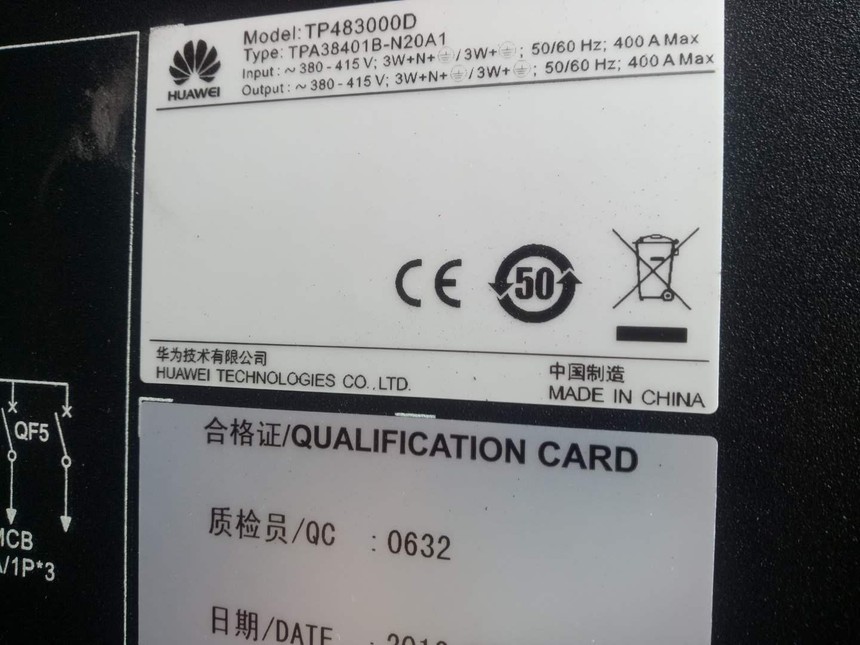 HUAWEI
Model: TP483000D
Type: TPA38401B-N20A1
Input: ~ 380 - 415 V; 3W+N+⏚/3W+⏚; 50/60 Hz; 400 A Max
Output: ~ 380 - 415 V; 3W+N+⏚/3W+⏚; 50/60 Hz; 400 A Max
CE
50
华为技术有限公司
HUAWEI TECHNOLOGIES CO.,LTD.
中国制造
MADE IN CHINA
QF5
MCB
/1P*3
合格证/QUALIFICATION CARD
质检员/QC : 0632
日期/DATE :